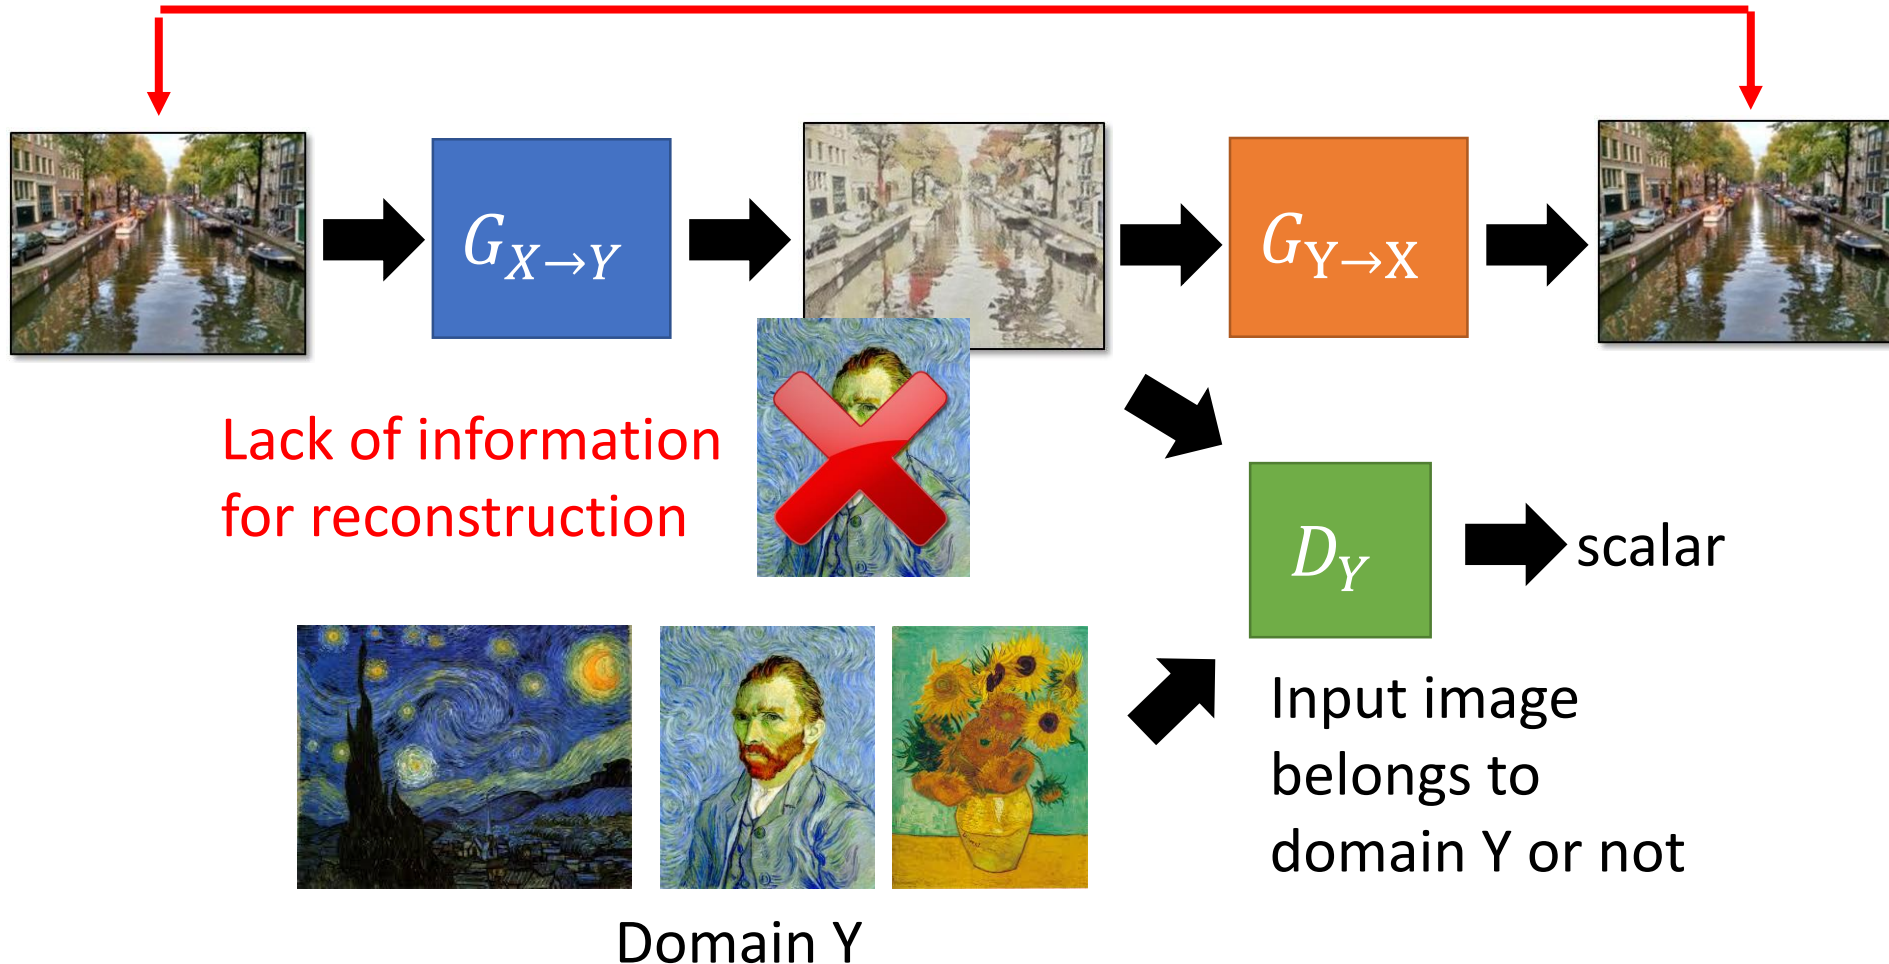 G_{X→Y}
G_{Y→X}
Lack of information
for reconstruction
D_Y
scalar
Input image
belongs to
domain Y or not
Domain Y